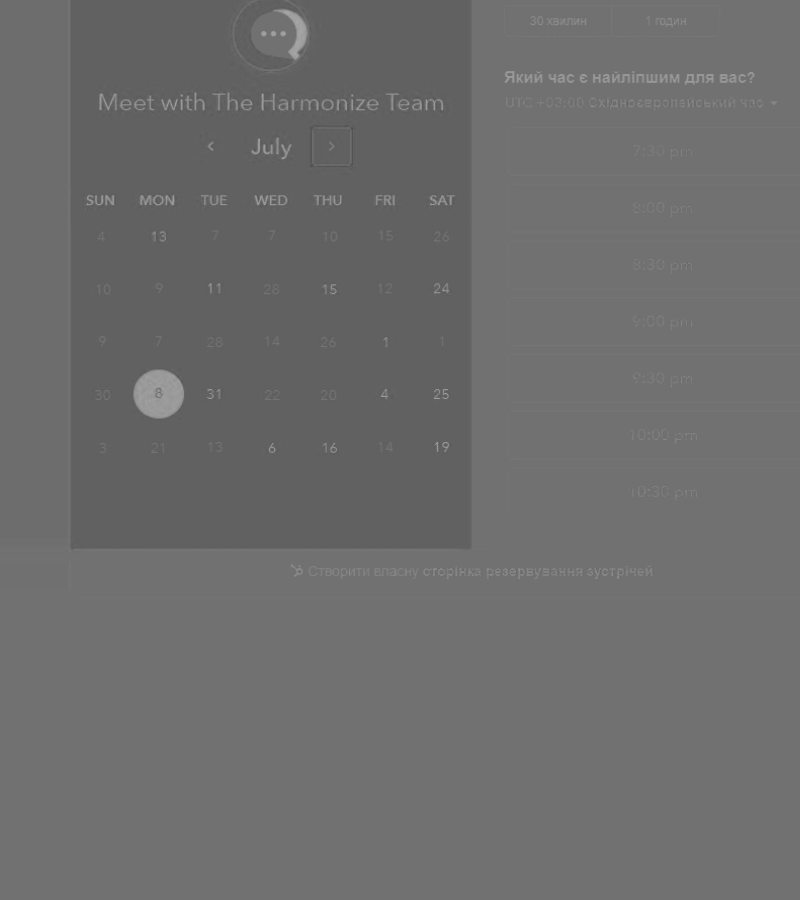 30 хвилин 1 годин
Meet with The Harmonize Team
July
SUN MON TUE WED THU FRI SAT
4 13 7 7 10 15 26
10 9 11 28 15 12 24
9 7 28 14 26 1 1
30 8 31 22 20 4 25
3 21 13 6 16 14 19
Який час є найліпшим для вас?
UTC +03:00 Східноєвропейський час
7:30 pm
8:00 pm
8:30 pm
9:00 pm
9:30 pm
10:00 pm
10:30 pm
Створити власну сторінка резервування зустрічей